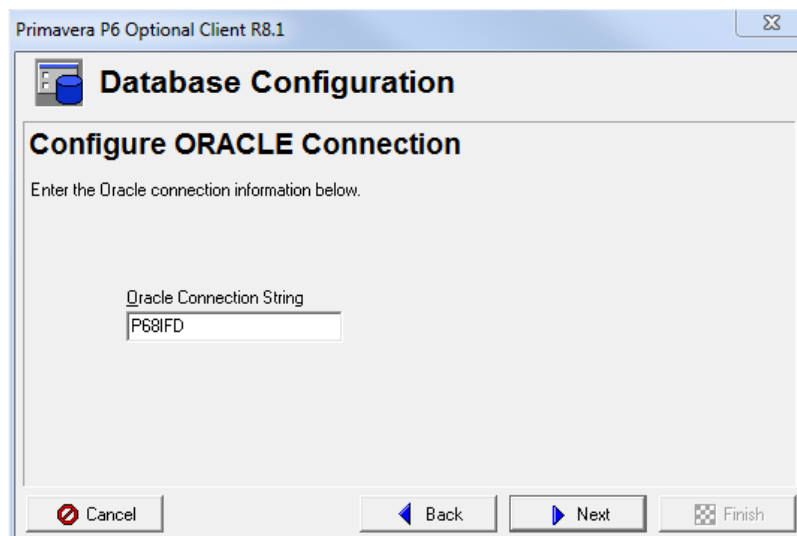 Primavera P6 Optional Client R8.1
Database Configuration
Configure ORACLE Connection
Enter the Oracle connection information below.
Oracle Connection String
P68IFD
Cancel
Back
Next
Finish